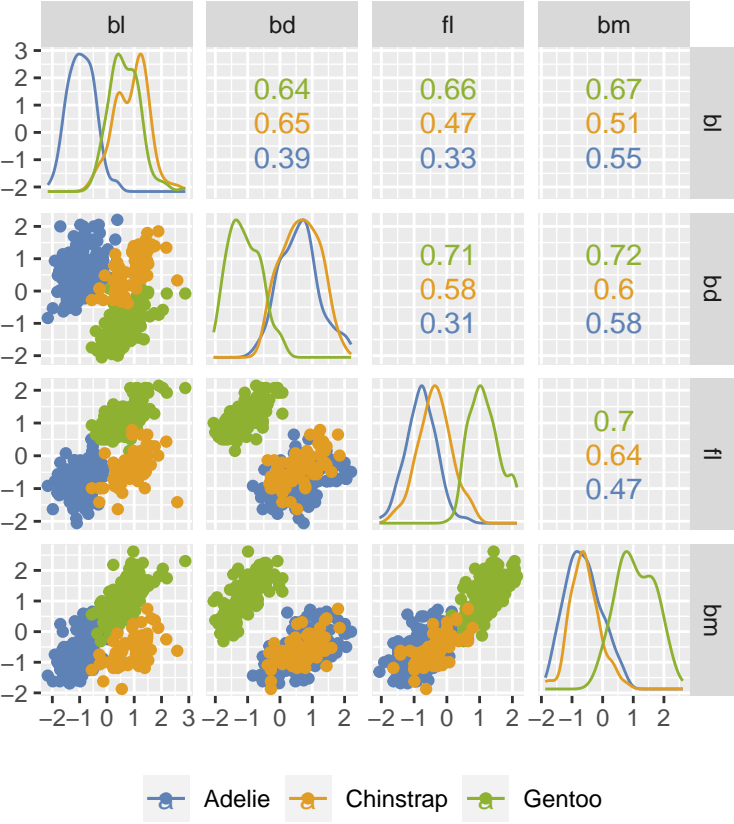 bl bd fl bm
3
2
1
0
−1
−2
0.64 0.66 0.67
0.65 0.47 0.51
0.39 0.33 0.55
bl
2
1
0
−1
−2
0.71 0.72
0.58 0.6
0.31 0.58
bd
2
1
0
−1
−2
0.7
0.64
0.47
fl
2
1
0
−1
−2
bm
−2 −1 0 1 2 3 −2 −1 0 1 2 −2 −1 0 1 2 −2 −1 0 1 2
a Adelie a Chinstrap a Gentoo